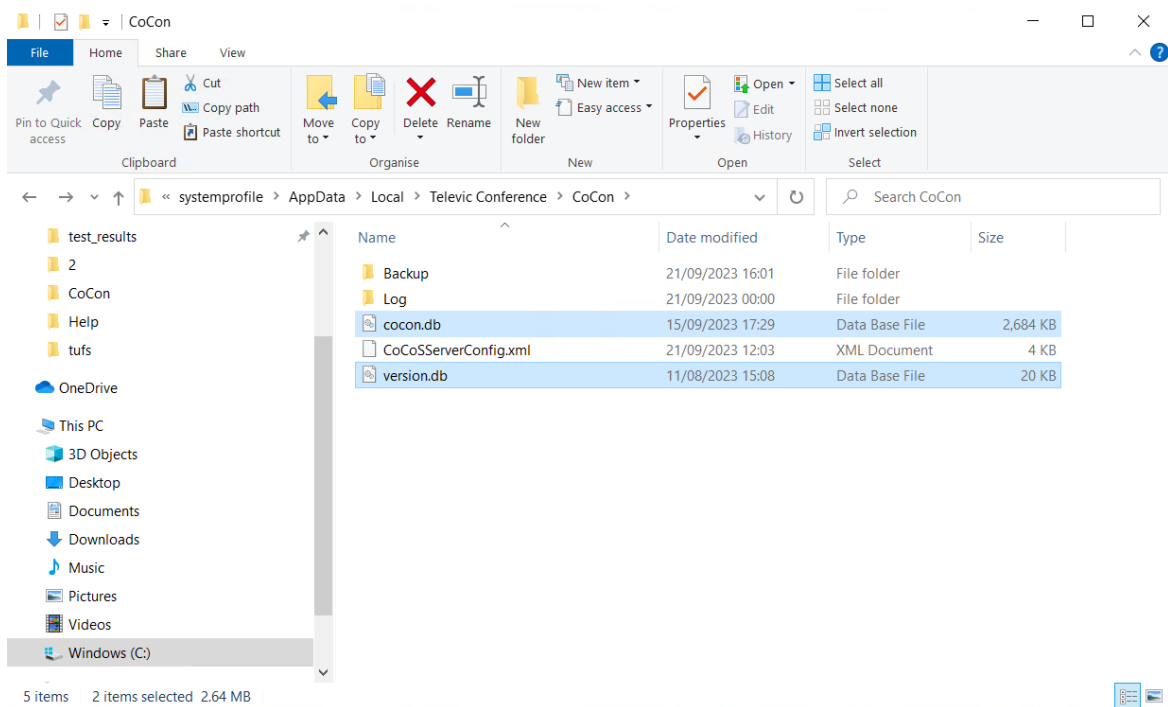 CoCon
File Home Share View
Pin to Quick access
Copy
Paste
Cut
Copy path
Paste shortcut
Clipboard
Move to
Copy to
Delete
Rename
Organise
New folder
New item
Easy access
New
Properties
Open
Edit
History
Open
Select all
Select none
Invert selection
Select
« systemprofile > AppData > Local > Televic Conference > CoCon >
Search CoCon
test_results
2
CoCon
Help
tufs
OneDrive
This PC
3D Objects
Desktop
Documents
Downloads
Music
Pictures
Videos
Windows (C:)
Name Date modified Type Size
Backup 21/09/2023 16:01 File folder
Log 21/09/2023 00:00 File folder
cocon.db 15/09/2023 17:29 Data Base File 2,684 KB
CoCoSServerConfig.xml 21/09/2023 12:03 XML Document 4 KB
version.db 11/08/2023 15:08 Data Base File 20 KB
5 items 2 items selected 2.64 MB